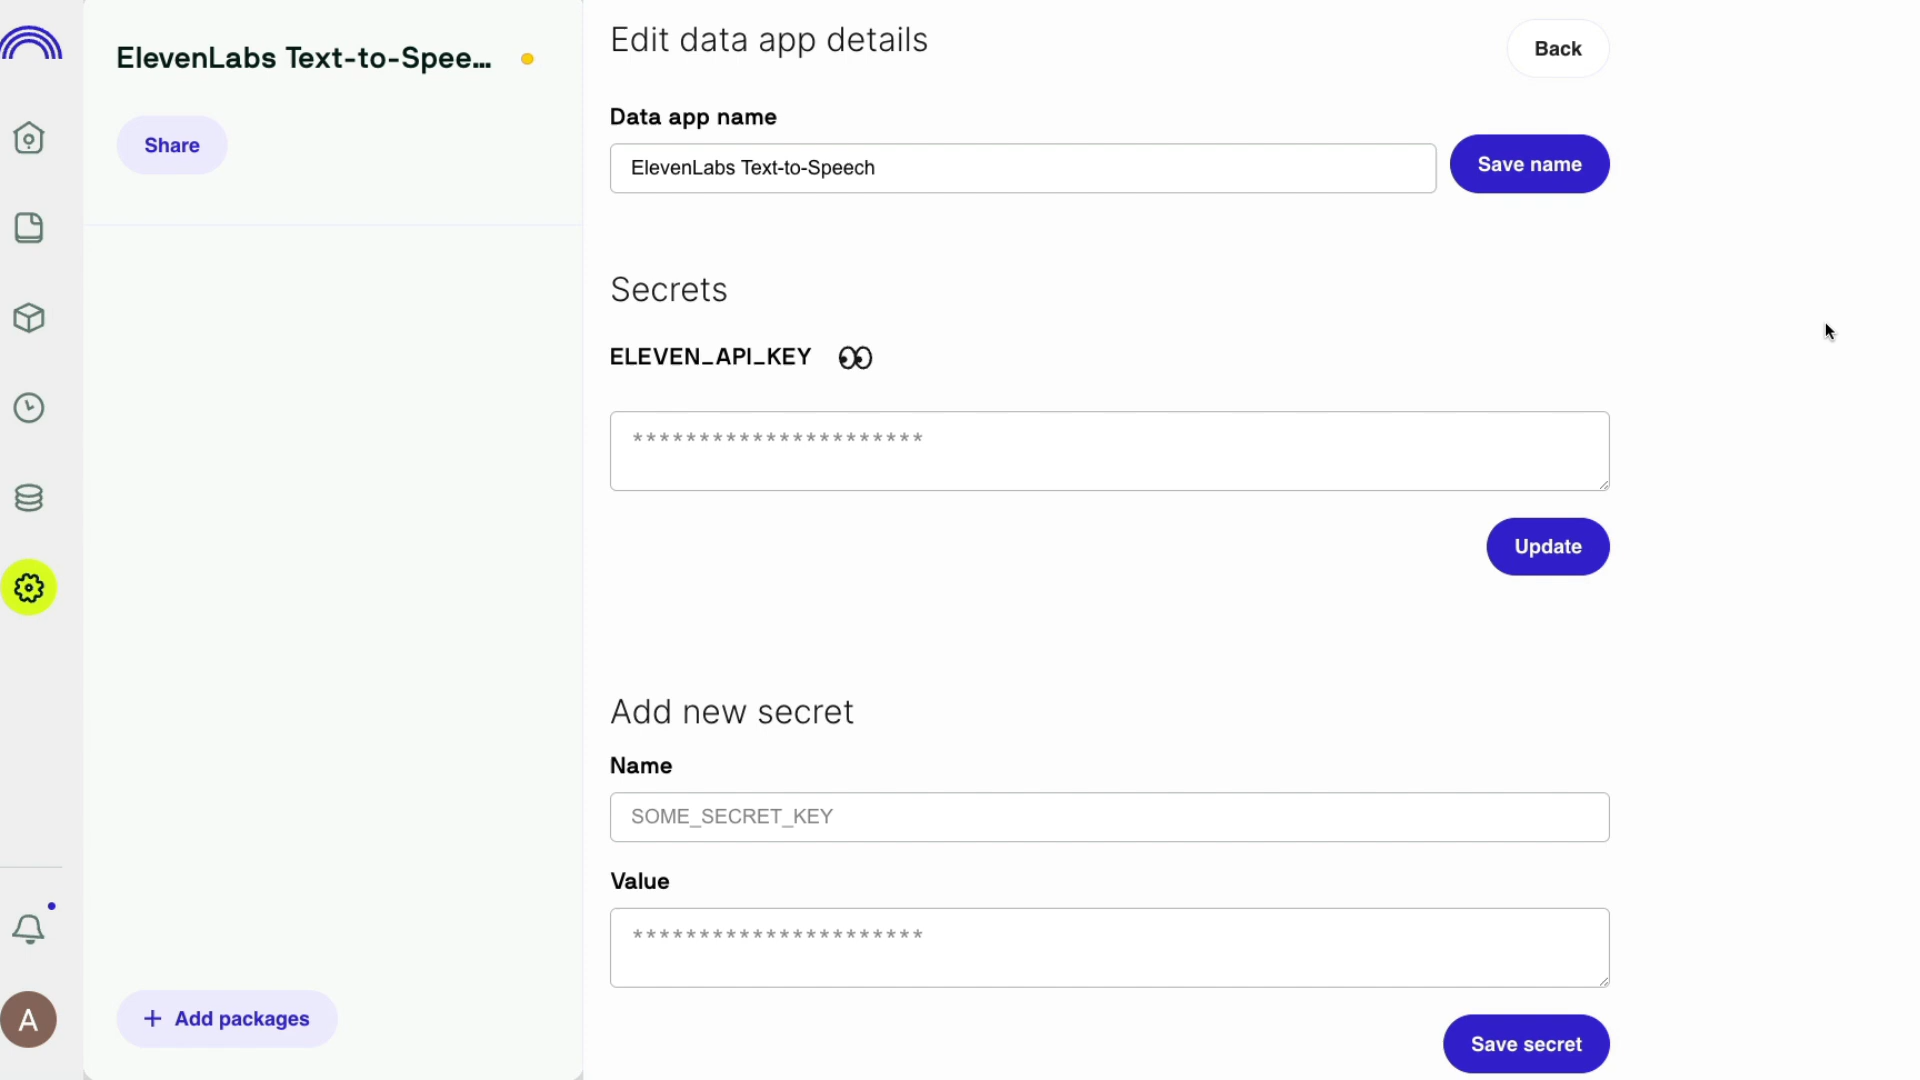 ElevenLabs Text-to-Spee...
Share
Edit data app details
Back
Data app name
ElevenLabs Text-to-Speech
Save name
Secrets
ELEVEN_API_KEY
**********************
Update
Add new secret
Name
SOME_SECRET_KEY
Value
**********************
Save secret
+ Add packages
A